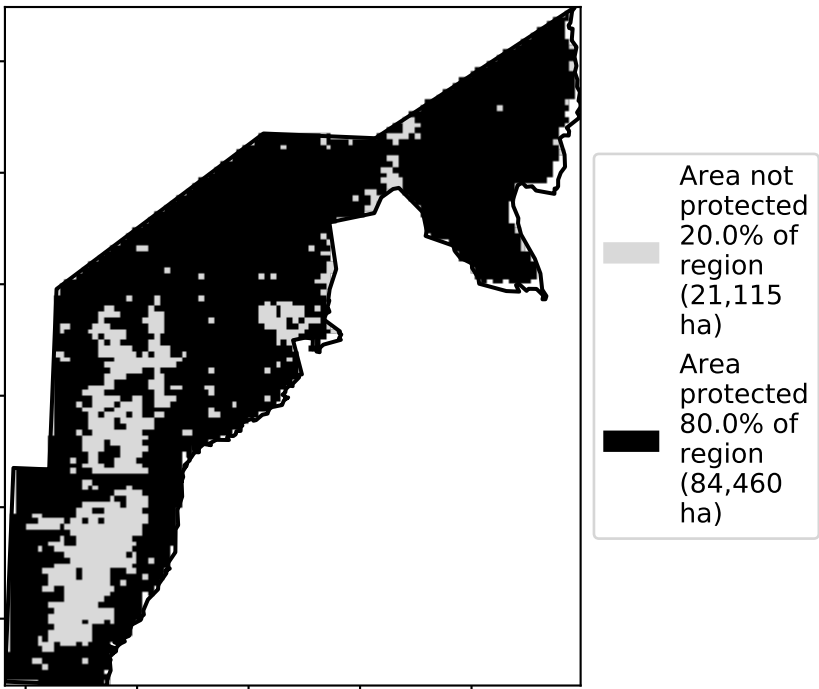 Area not
protected
20.0% of
region
(21,115
ha)
Area
protected
80.0% of
region
(84,460
ha)